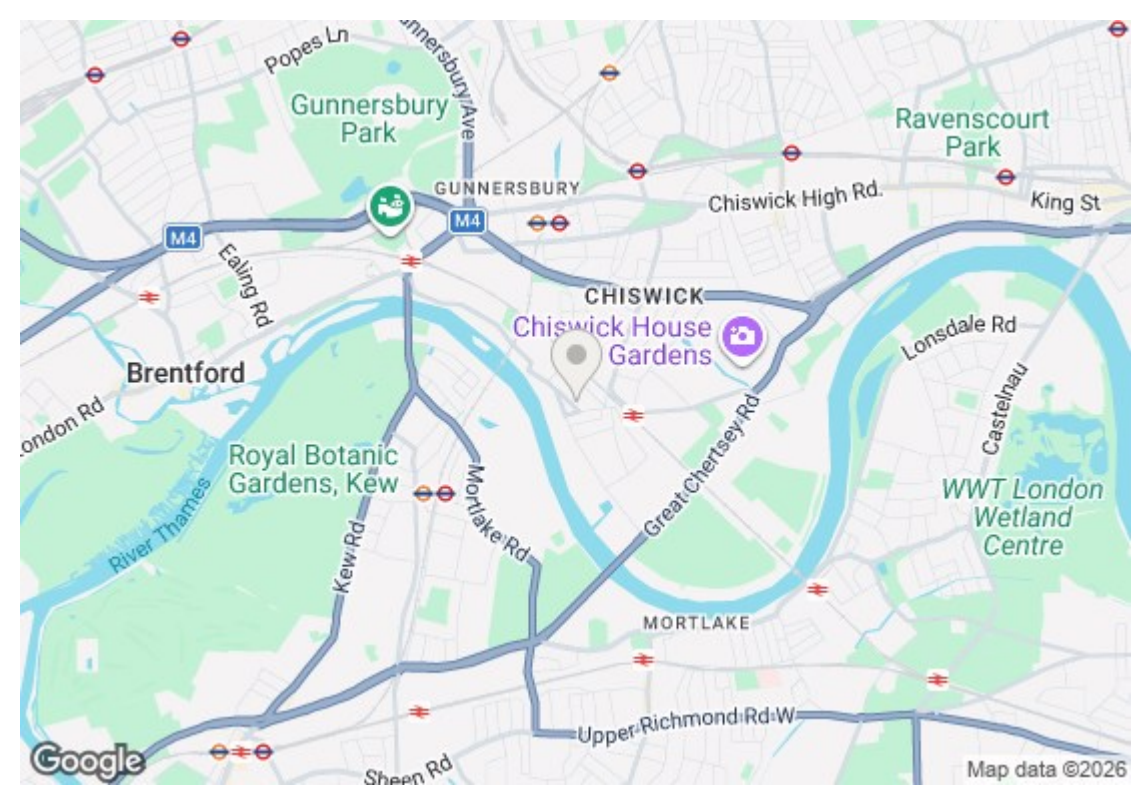 Popes Ln
Gunnersbury Ave
Gunnersbury
Park
Ravenscourt
Park
GUNNERSBURY
Chiswick High Rd.
King St
M4
M4
Ealing Rd
CHISWICK
Chiswick House
Gardens
Lonsdale Rd
Brentford
Castelnau
London Rd
Royal Botanic
Gardens, Kew
Great Chertsey Rd
WWT London
Wetland
Centre
River Thames
Mortlake Rd
Kew Rd
MORTLAKE
Upper Richmond Rd W
Sheen Rd
Google
Map data ©2026